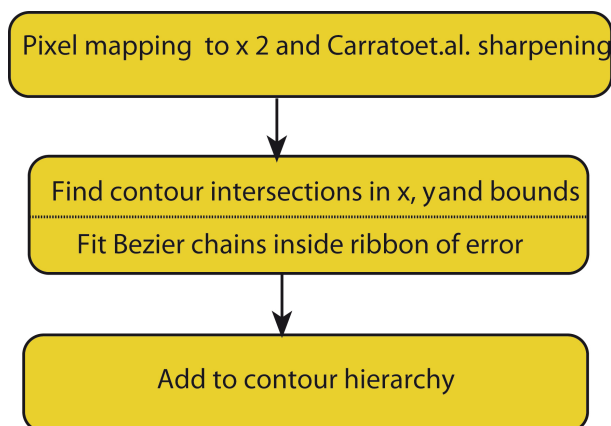 Pixel mapping to x 2 and Carratoet.al. sharpening
Find contour intersections in x, yand bounds
Fit Bezier chains inside ribbon of error
Add to contour hierarchy